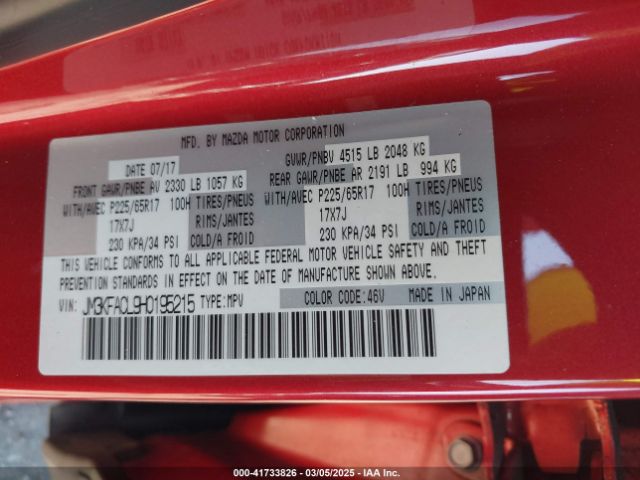 MFD. BY MAZDA MOTOR CORPORATION
DATE 07/17 GVWR/PNBV 4515 LB 2048 KG
FRONT GAWR/PNBE AV 2330 LB 1057 KG REAR GAWR/PNBE AR 2191 LB 994 KG
WITH/AVEC P225/65R17 100H TIRES/PNEUS WITH/AVEC P225/65R17 100H TIRES/PNEUS
17X7J RIMS/JANTES 17X7J RIMS/JANTES
230 KPA/34 PSI COLD/A FROID 230 KPA/34 PSI COLD/A FROID
THIS VEHICLE CONFORMS TO ALL APPLICABLE FEDERAL MOTOR VEHICLE SAFETY AND THEFT
PREVENTION STANDARDS IN EFFECT ON THE DATE OF MANUFACTURE SHOWN ABOVE.
VIN: JM3KFACL9H0195215 TYPE: MPV COLOR CODE:46V MADE IN JAPAN
000-41733826 - 03/05/2025 - IAA Inc.